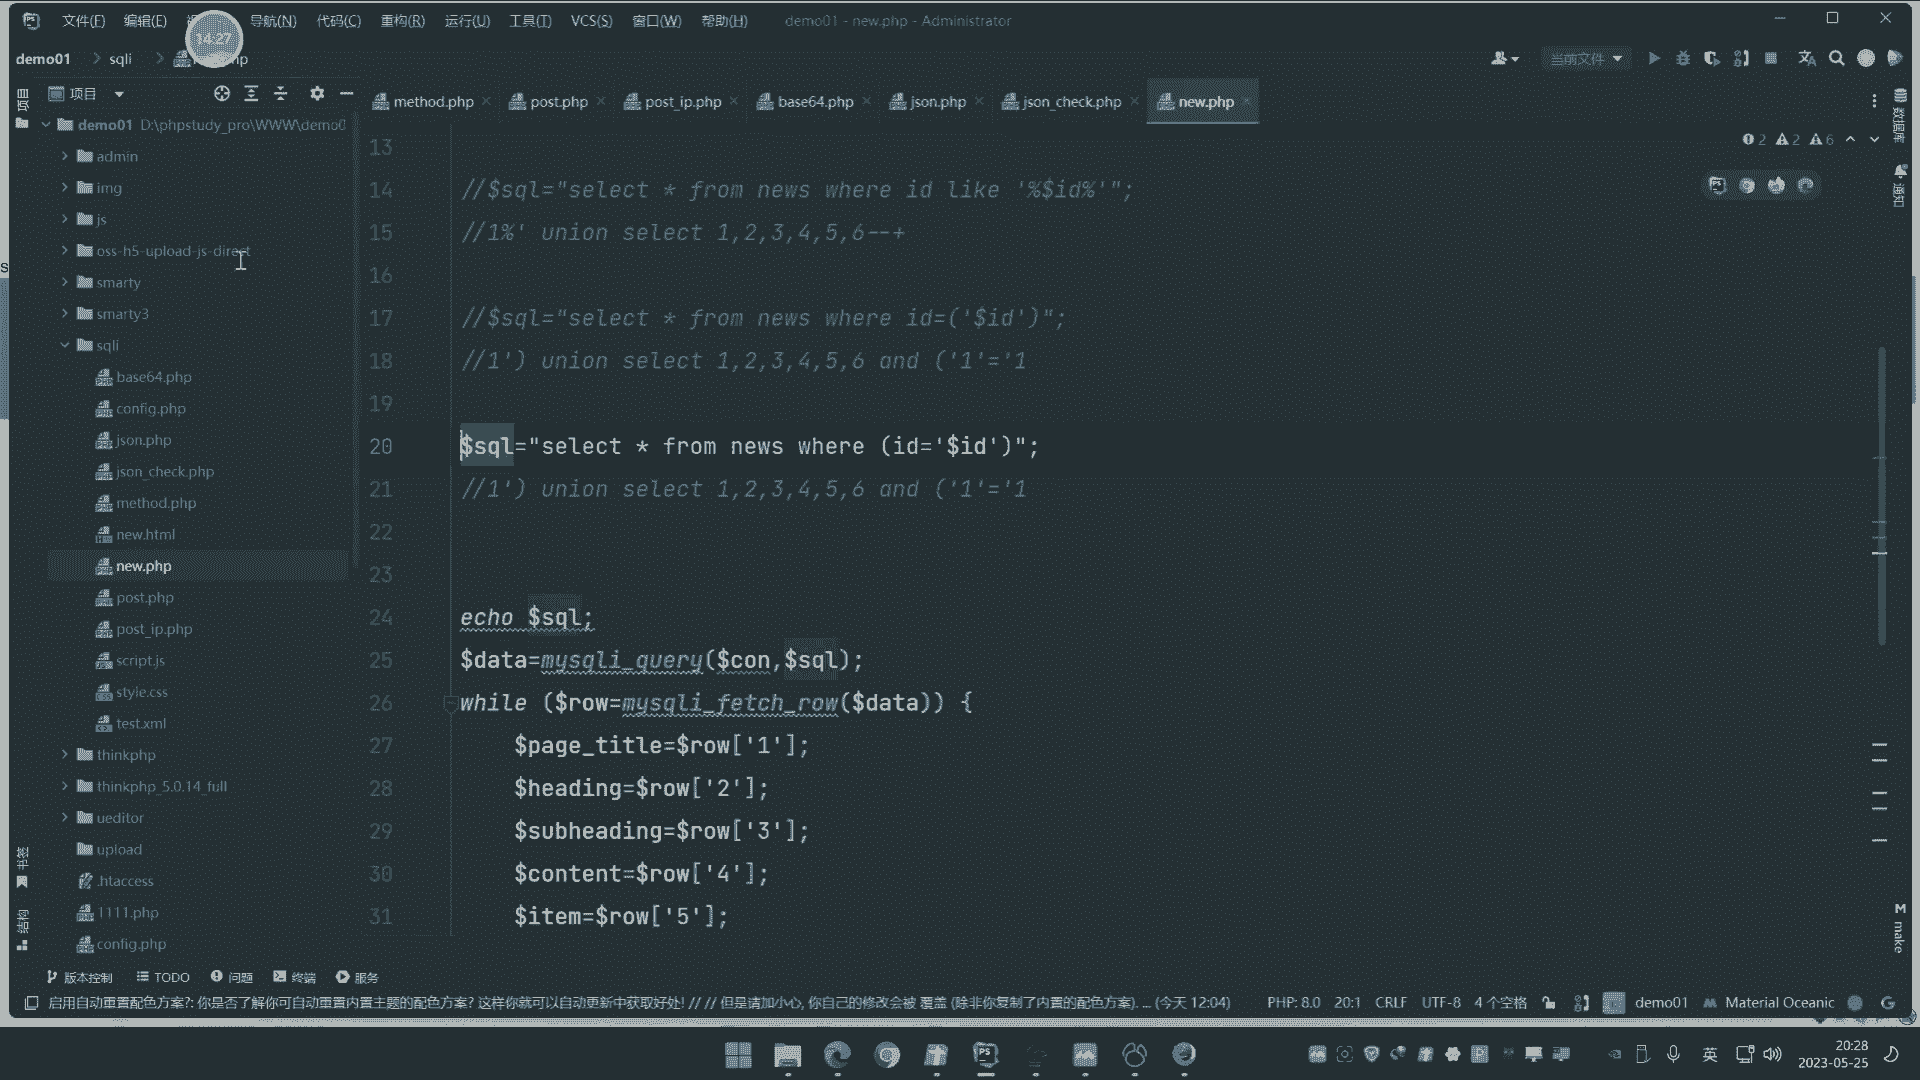 文件(F) 编辑(E) 导航(N) 代码(C) 重构(R) 运行(U) 工具(T) VCS(S) 窗口(W) 帮助(H) demo01 - new.php - Administrator
14:27
demo01 sqli 当前文件
项目
method.php post.php post_ip.php base64.php json.php json_check.php new.php
demo01 D:\phpstudy_pro\WWW\demo0
admin
img
js
oss-h5-upload-js-direct
smarty
smarty3
sqli
base64.php
config.php
json.php
json_check.php
method.php
new.html
new.php
post.php
post_ip.php
script.js
style.css
test.xml
thinkphp
thinkphp_5.0.14_full
ueditor
upload
.htaccess
1111.php
config.php
2 2 6
13
14 //$sql="select * from news where id like '%$id%'";
15 //1%' union select 1,2,3,4,5,6--+
16
17 //$sql="select * from news where id=('$id')";
18 //1') union select 1,2,3,4,5,6 and ('1'='1
19
20 $sql="select * from news where (id='$id')";
21 //1') union select 1,2,3,4,5,6 and ('1'='1
22
23
24 echo $sql;
25 $data=mysqli_query($con,$sql);
26 while ($row=mysqli_fetch_row($data)) {
27 $page_title=$row['1'];
28 $heading=$row['2'];
29 $subheading=$row['3'];
30 $content=$row['4'];
31 $item=$row['5'];
项目
书签
结构
数据库
通知
M make
版本控制 TODO 问题 终端 服务
启用自动重置配色方案?: 你是否了解你可自动重置内置主题的配色方案? 这样你就可以自动更新中获取好处! // // 但是请加小心, 你自己的修改会被 覆盖 (除非你复制了内置的配色方案). ... (今天 12:04) PHP: 8.0 20:1 CRLF UTF-8 4 个空格 demo01 Material Oceanic
英 20:28
2023-05-25